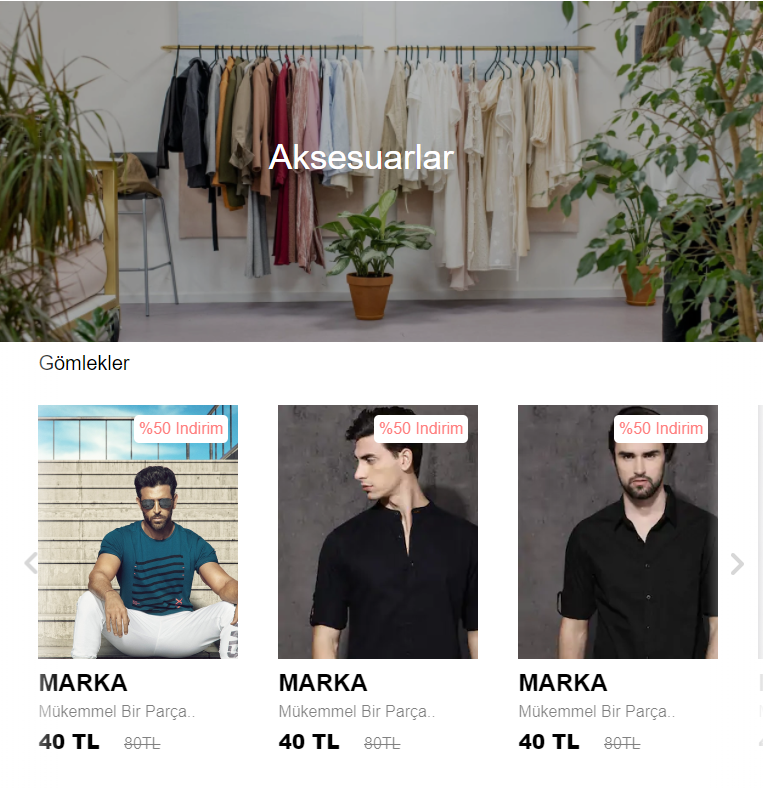 Aksesuarlar
Gömlekler
%50 Indirim
%50 Indirim
%50 Indirim
MARKA
MARKA
MARKA
Mükemmel Bir Parça..
Mükemmel Bir Parça..
Mükemmel Bir Parça..
40 TL 80TL
40 TL 80TL
40 TL 80TL